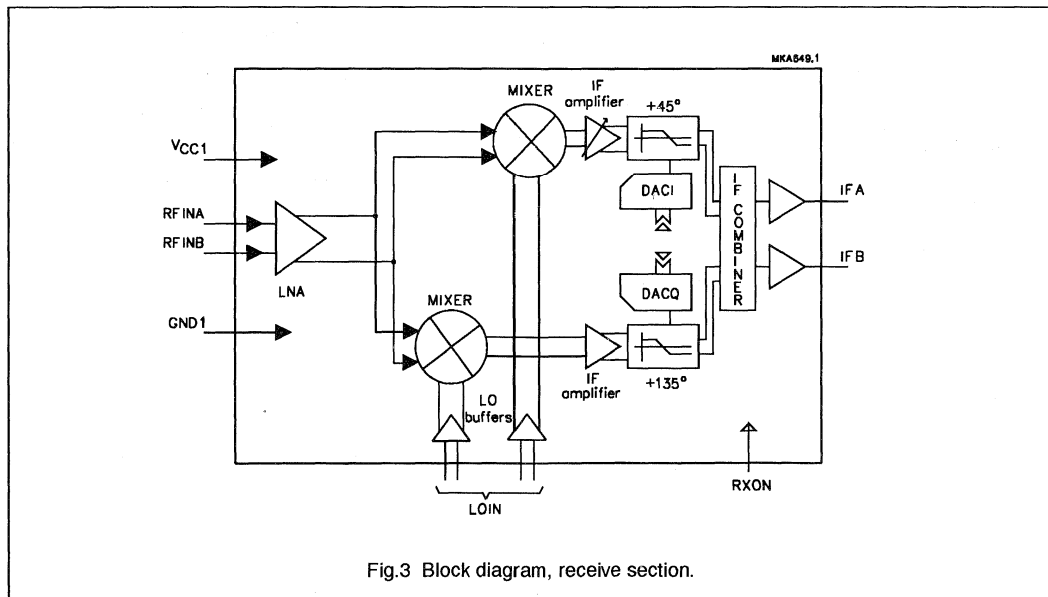 MKA649.1
MIXER
IF
amplifier
+45°
VCC1
DACI
RFINA
RFINB
LNA
IF COMBINER
IFA
IFB
MIXER
DACQ
GND1
IF
amplifier
+135°
LO
buffers
RXON
LOIN
Fig.3 Block diagram, receive section.